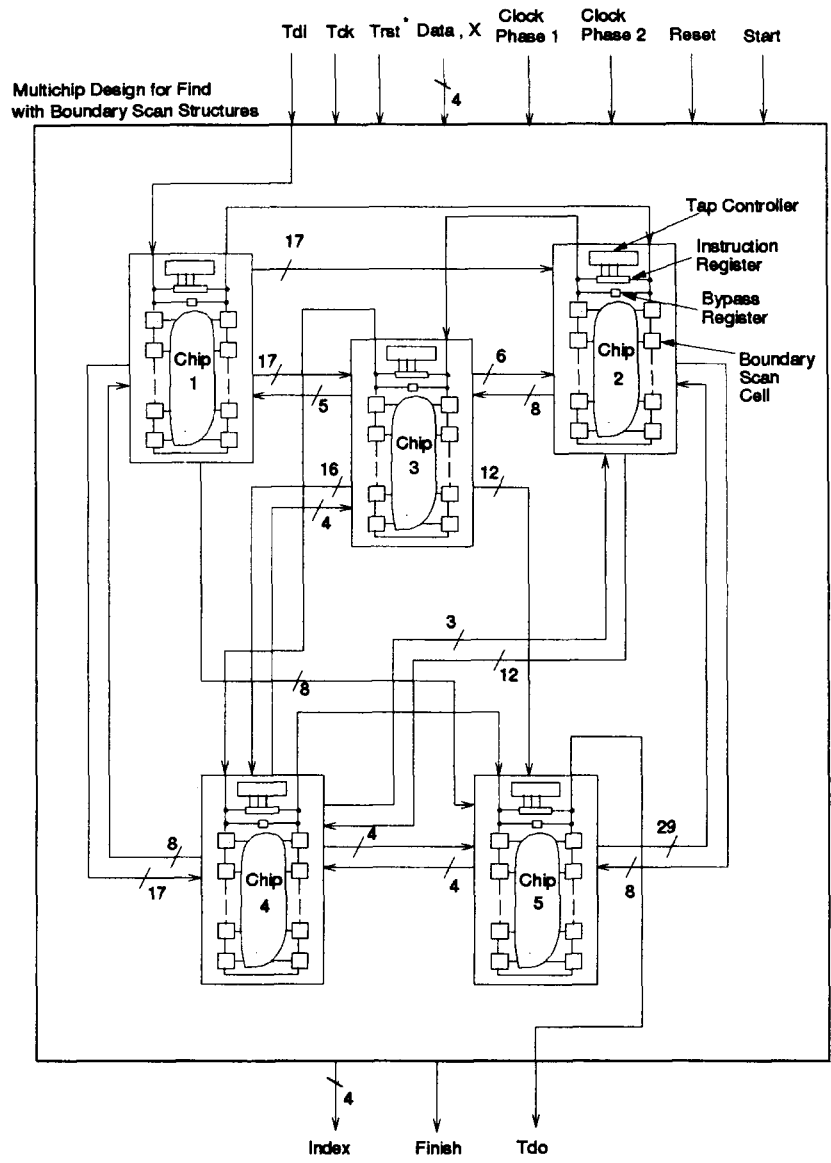 TdI
Tck
Trst*
Data, X
Clock
Phase 1
Clock
Phase 2
Reset
Start
4
Multichip Design for Find
with Boundary Scan Structures
Tap Controller
Instruction
Register
Bypass
Register
Boundary
Scan
Cell
17
Chip
1
17
5
Chip
3
6
8
Chip
2
16
4
12
3
12
8
8
17
Chip
4
4
4
Chip
5
29
8
4
Index
Finish
Tdo